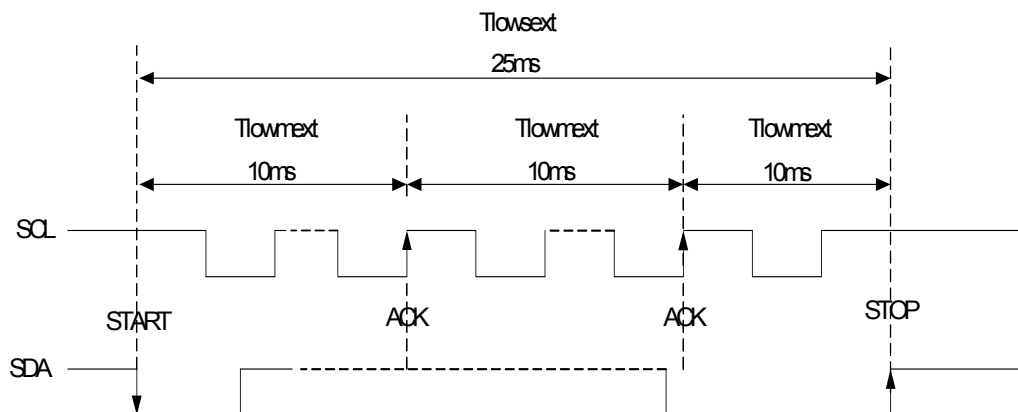 Tlowsext
25ms
Tlowmext Tlowmext Tlowmext
10ms 10ms 10ms
SCL
START ACK ACK STOP
SDA